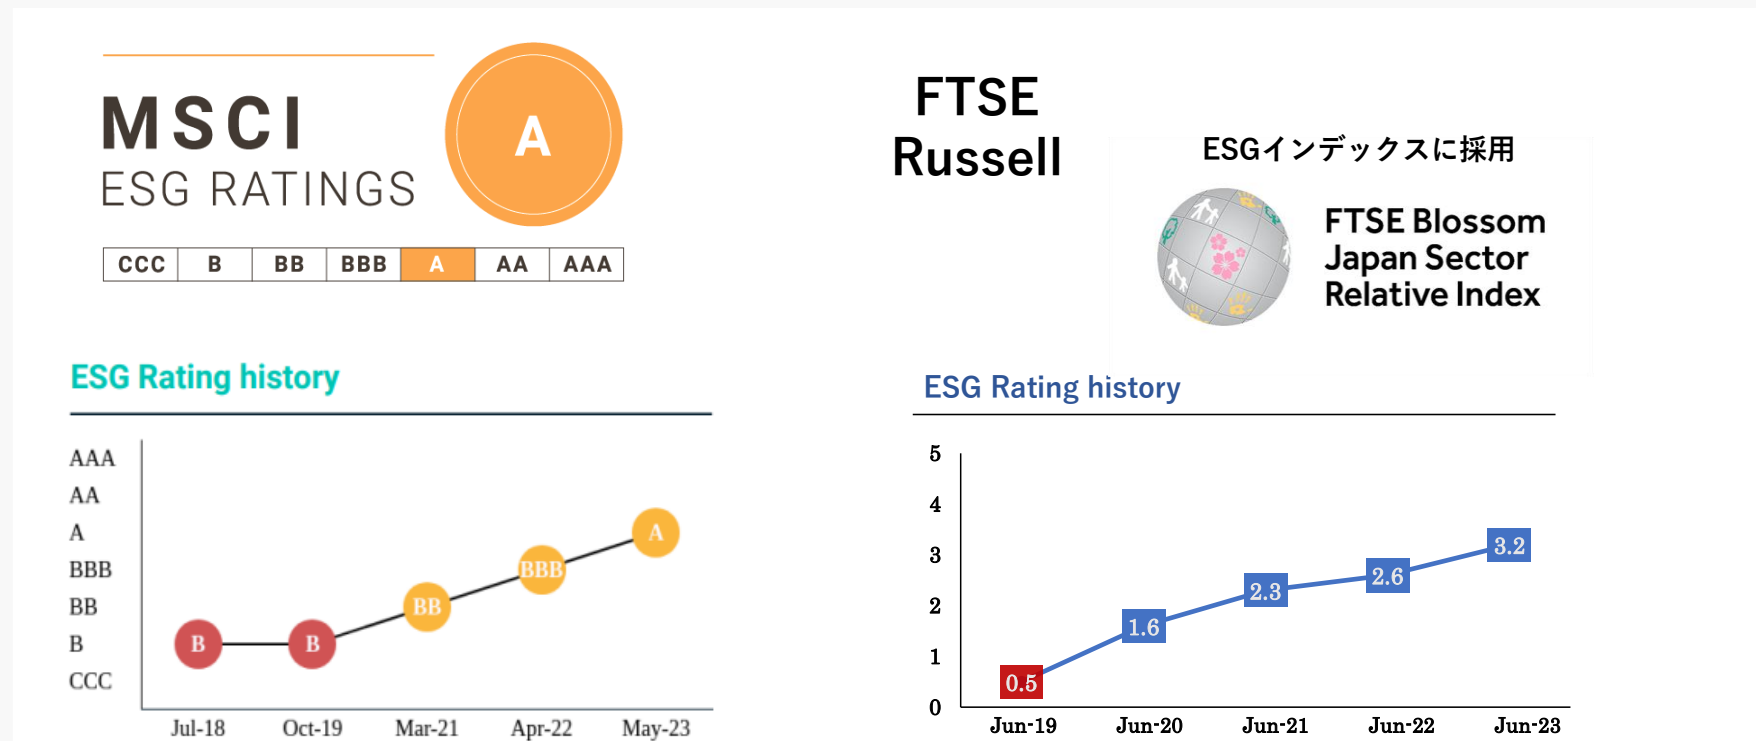 MSCI
ESG RATINGS
A
CCC B BB BBB A AA AAA
ESG Rating history
AAA
AA
A
BBB
BB
B
CCC
B B BB BBB A
Jul-18 Oct-19 Mar-21 Apr-22 May-23
FTSE
Russell
ESGインデックスに採用
FTSE Blossom
Japan Sector
Relative Index
ESG Rating history
5
4
3
2
1
0
0.5 1.6 2.3 2.6 3.2
Jun-19 Jun-20 Jun-21 Jun-22 Jun-23